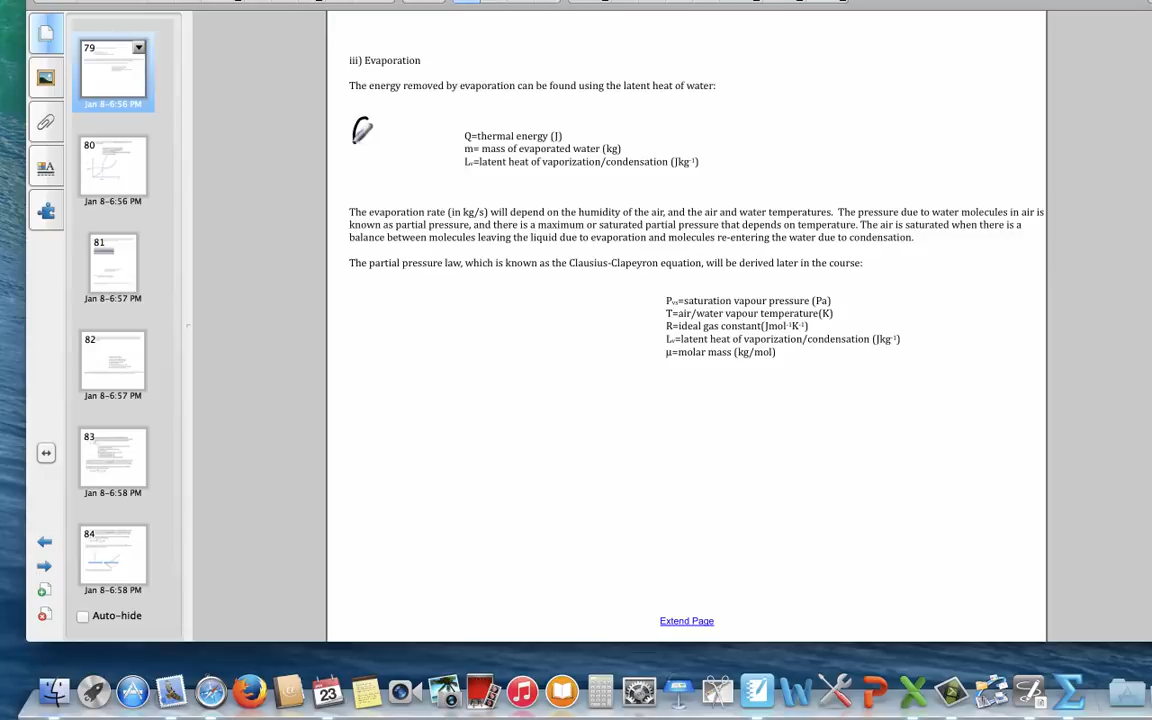 79
Jan 8-6:56 PM
80
Jan 8-6:56 PM
81
Jan 8-6:57 PM
82
Jan 8-6:57 PM
83
Jan 8-6:58 PM
84
Jan 8-6:58 PM
Auto-hide
iii) Evaporation
The energy removed by evaporation can be found using the latent heat of water:
Q=thermal energy (J)
m= mass of evaporated water (kg)
Lᵥ=latent heat of vaporization/condensation (Jkg⁻¹)
The evaporation rate (in kg/s) will depend on the humidity of the air, and the air and water temperatures. The pressure due to water molecules in air is
known as partial pressure, and there is a maximum or saturated partial pressure that depends on temperature. The air is saturated when there is a
balance between molecules leaving the liquid due to evaporation and molecules re-entering the water due to condensation.
The partial pressure law, which is known as the Clausius-Clapeyron equation, will be derived later in the course:
Pᵥₛ=saturation vapour pressure (Pa)
T=air/water vapour temperature(K)
R=ideal gas constant(Jmol⁻¹K⁻¹)
Lᵥ=latent heat of vaporization/condensation (Jkg⁻¹)
μ=molar mass (kg/mol)
Extend Page
23